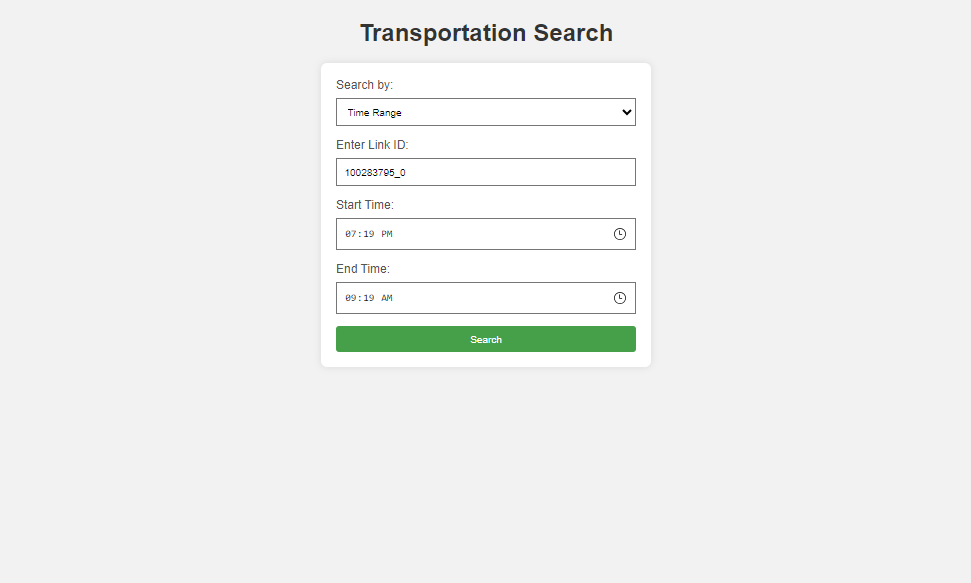 Transportation Search
Search by:
Time Range
Enter Link ID:
100283795_0
Start Time:
07:19 PM
End Time:
09:19 AM
Search